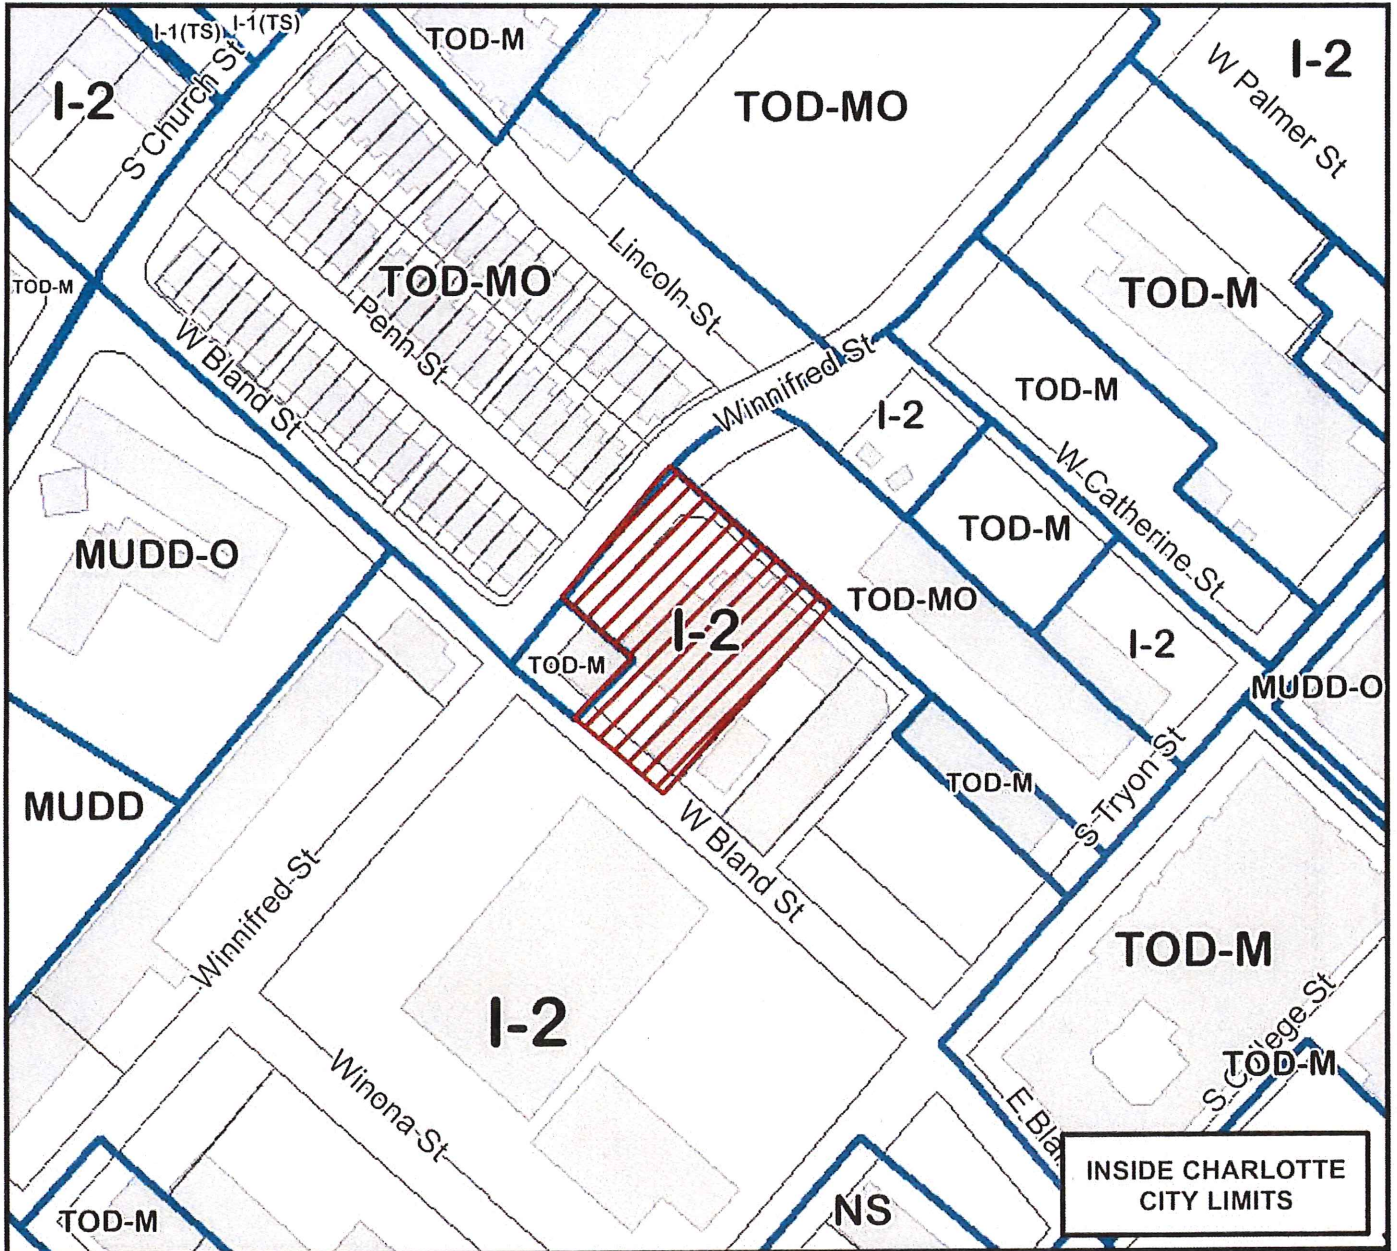 I-1(TS)
I-1(TS)
TOD-M
I-2
W Palmer St
I-2
S Church St
TOD-MO
TOD-M
TOD-MO
Lincoln St
TOD-M
Penn St
W Bland St
Winnifred St
TOD-M
I-2
W Catherine St
TOD-M
MUDD-O
TOD-MO
I-2
I-2
TOD-M
MUDD-O
TOD-M
S Tryon St
MUDD
W Bland St
Winnifred St
TOD-M
I-2
S College St
TOD-M
Winona St
E Bla
INSIDE CHARLOTTE
CITY LIMITS
TOD-M
NS